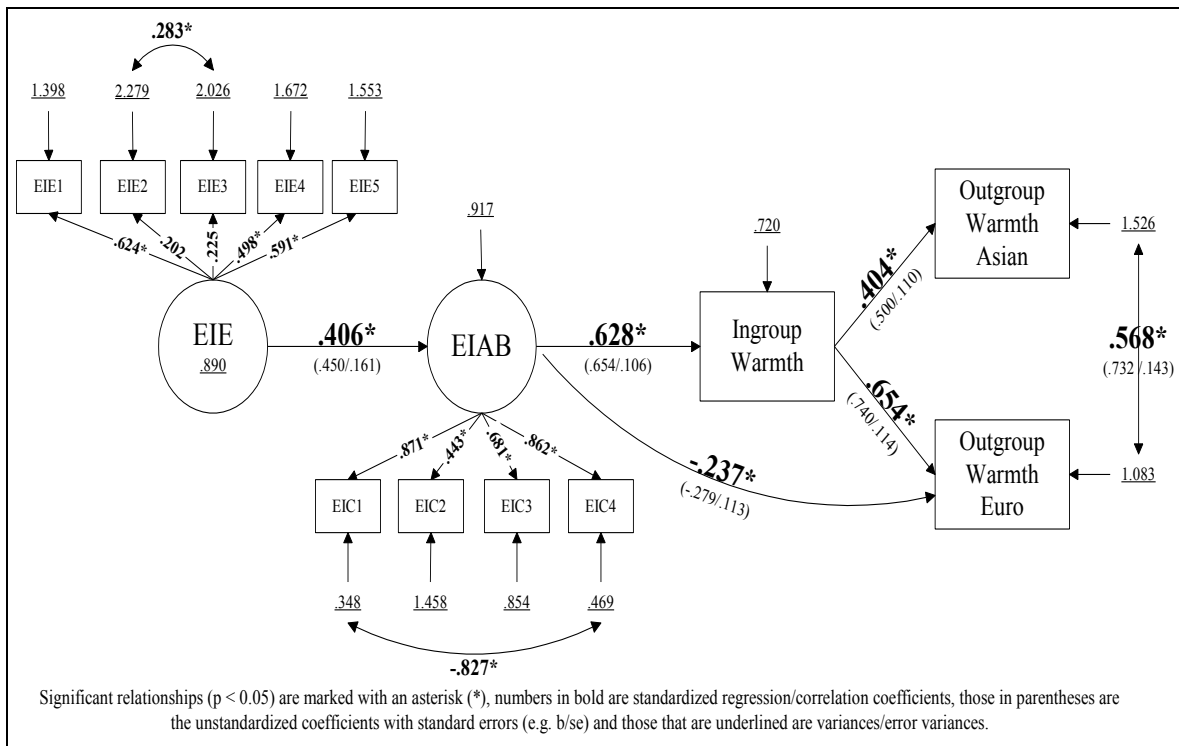 .283*
1.398
2.279
2.026
1.672
1.553
EIE1
EIE2
EIE3
EIE4
EIE5
.624*
.202
.225
.498*
.591*
EIE
.890
.406*
(.450/.161)
.917
EIAB
.628*
(.654/.106)
.720
Ingroup
Warmth
.404*
(.500/.110)
.654*
(.740/.114)
Outgroup
Warmth
Asian
1.526
.568*
(.732 /.143)
Outgroup
Warmth
Euro
1.083
-.237*
(-.279/.113)
.871*
.443*
.681*
.862*
EIC1
EIC2
EIC3
EIC4
.348
1.458
.854
.469
-.827*
Significant relationships (p < 0.05) are marked with an asterisk (*), numbers in bold are standardized regression/correlation coefficients, those in parentheses are
the unstandardized coefficients with standard errors (e.g. b/se) and those that are underlined are variances/error variances.